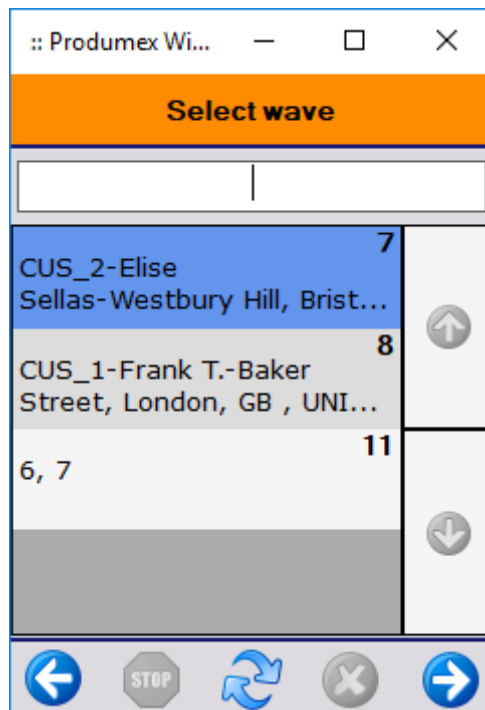 :: Produmex Wi...
Select wave
7
CUS_2-Elise
Sellas-Westbury Hill, Brist...
8
CUS_1-Frank T.-Baker
Street, London, GB , UNI...
11
6, 7
STOP